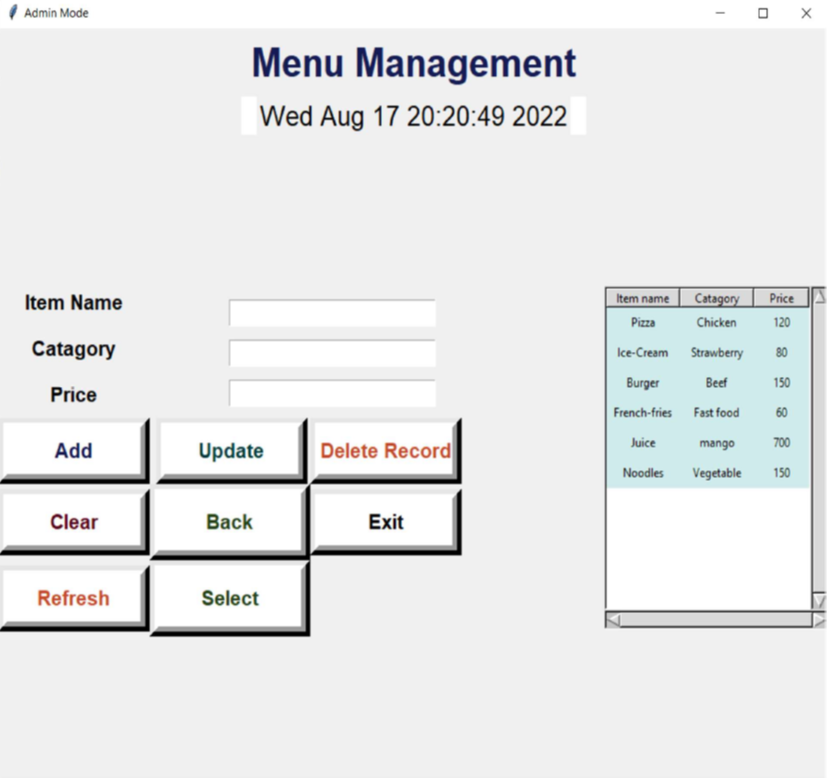 Admin Mode
Menu Management
Wed Aug 17 20:20:49 2022
Item Name
Catagory
Price
Add Update Delete Record
Clear Back Exit
Refresh Select
Item name Catagory Price
Pizza Chicken 120
Ice-Cream Strawberry 80
Burger Beef 150
French-fries Fast food 60
Juice mango 700
Noodles Vegetable 150